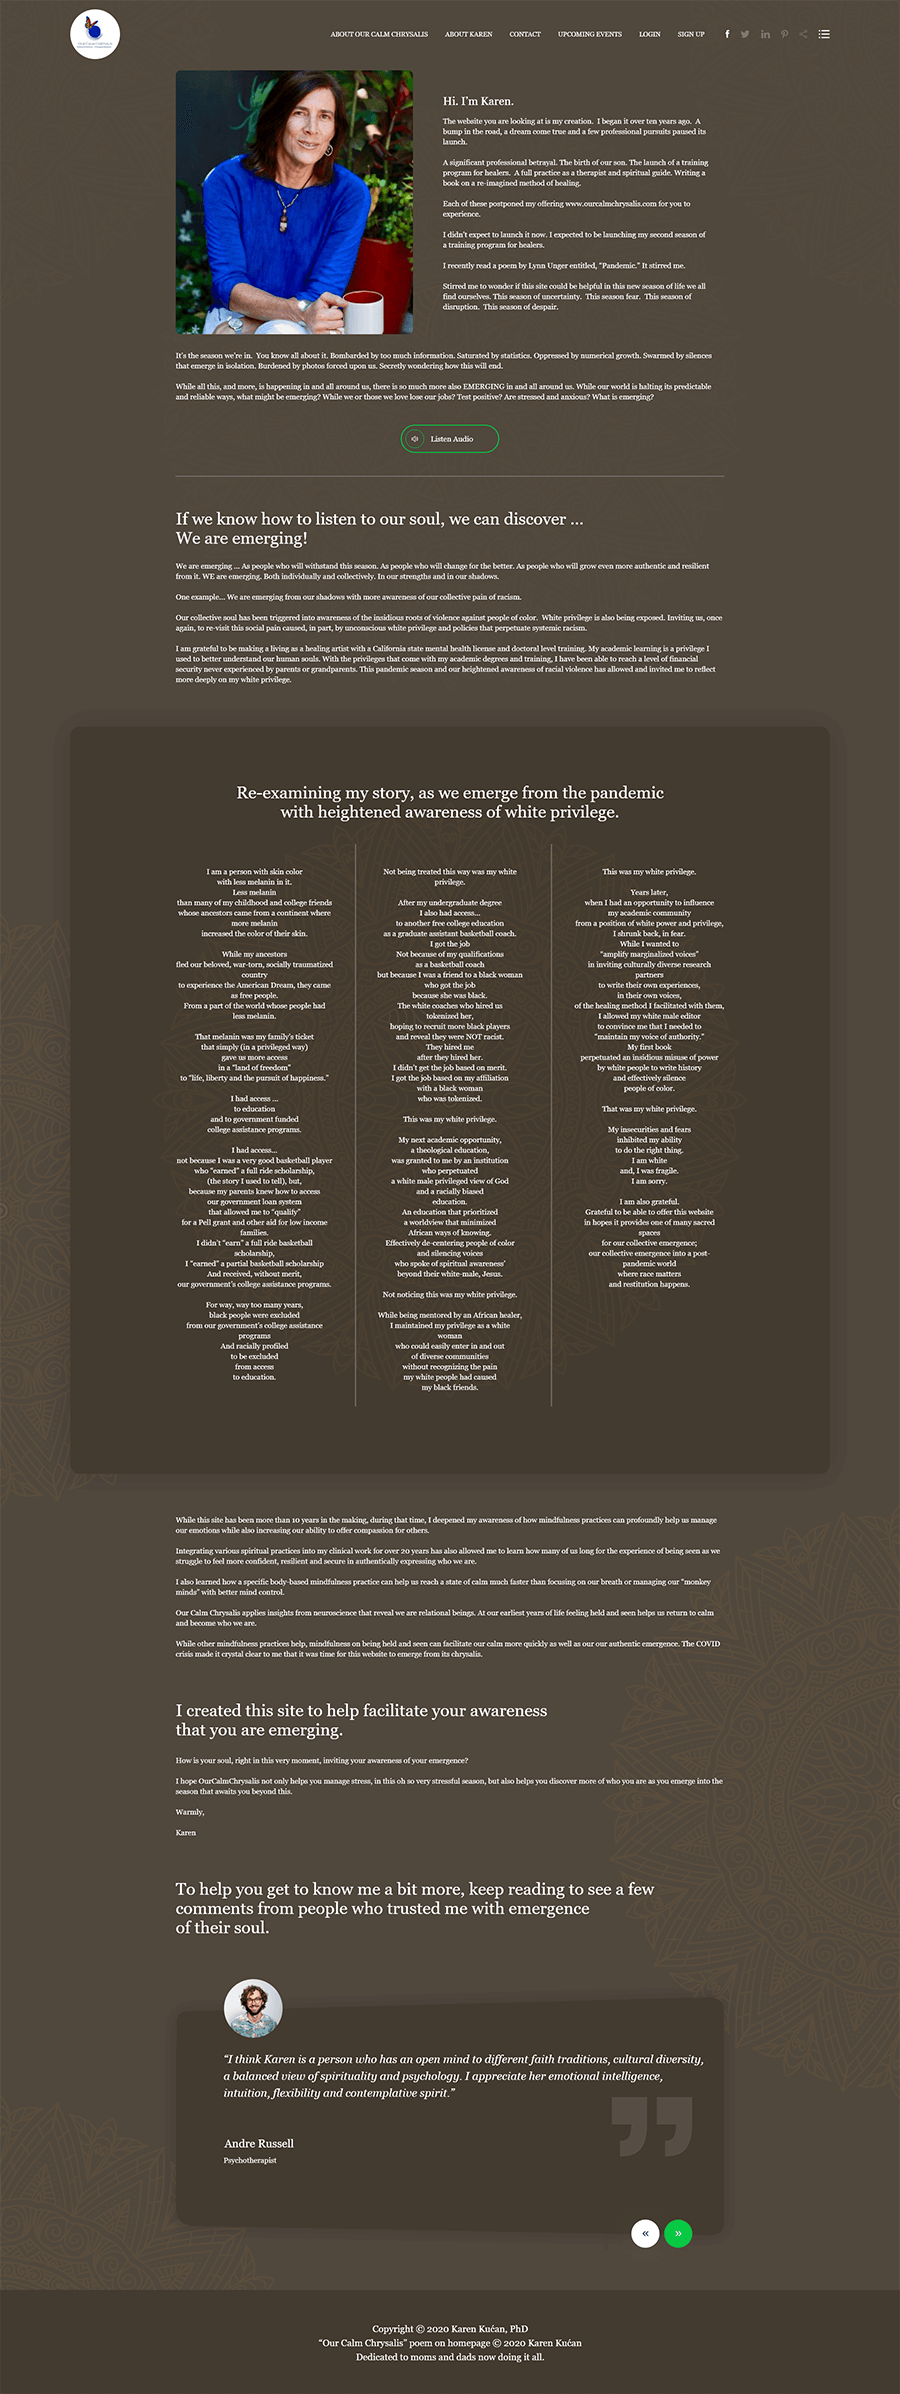 OUR CALM CHRYSALIS
ABOUT OUR CALM CHRYSALIS
ABOUT KAREN
CONTACT
UPCOMING EVENTS
LOGIN
SIGN UP
Hi. I'm Karen.
The website you are looking at is my creation.  I began it over ten years ago.  A
bump in the road, a dream come true and a few professional pursuits paused its
launch.
A significant professional betrayal. The birth of our son. The launch of a training
program for healers.  A full practice as a therapist and spiritual guide. Writing a
book on a re-imagined method of healing.
Each of these postponed my offering www.ourcalmchrysalis.com for you to
experience.
I didn't expect to launch it now. I expected to be launching my second season of
a training program for healers.
I recently read a poem by Lynn Unger entitled, “Pandemic.” It stirred me.
Stirred me to wonder if this site could be helpful in this new season of life we all
find ourselves. This season of uncertainty.  This season fear.  This season of
disruption.  This season of despair.
It's the season we're in.  You know all about it. Bombarded by too much information. Saturated by statistics. Oppressed by numerical growth. Swarmed by silences
that emerge in isolation. Burdened by photos forced upon us. Secretly wondering how this will end.
While all this, and more, is happening in and all around us, there is so much more also EMERGING in and all around us. While our world is halting its predictable
and reliable ways, what might be emerging? While we or those we love lose our jobs? Test positive? Are stressed and anxious? What is emerging?
Listen Audio
If we know how to listen to our soul, we can discover ...
We are emerging!
We are emerging ... As people who will withstand this season. As people who will change for the better. As people who will grow even more authentic and resilient
from it. WE are emerging. Both individually and collectively. In our strengths and in our shadows.
One example... We are emerging from our shadows with more awareness of our collective pain of racism.
Our collective soul has been triggered into awareness of the insidious roots of violence against people of color.  White privilege is also being exposed. Inviting us, once
again, to re-visit this social pain caused, in part, by unconscious white privilege and policies that perpetuate systemic racism.
I am grateful to be making a living as a healing artist with a California state mental health license and doctoral level training. My academic learning is a privilege I
used to better understand our human souls. With the privileges that come with my academic degrees and training, I have been able to reach a level of financial
security never experienced by parents or grandparents. This pandemic season and our heightened awareness of racial violence has allowed and invited me to reflect
more deeply on my white privilege.
Re-examining my story, as we emerge from the pandemic
with heightened awareness of white privilege.
I am a person with skin color
with less melanin in it.
Less melanin
than many of my childhood and college friends
whose ancestors came from a continent where
more melanin
increased the color of their skin.
While my ancestors
fled our beloved, war-torn, socially traumatized
country
to experience the American Dream, they came
as free people.
From a part of the world whose people had
less melanin.
That melanin was my family's ticket
that simply (in a privileged way)
gave us more access
in a “land of freedom”
to “life, liberty and the pursuit of happiness.”
I had access ...
to education
and to government funded
college assistance programs.
I had access...
not because I was a very good basketball player
who “earned” a full ride scholarship,
(the story I used to tell), but,
because my parents knew how to access
our government loan system
that allowed me to “qualify”
for a Pell grant and other aid for low income
families.
I didn't “earn” a full ride basketball
scholarship,
I “earned” a partial basketball scholarship
And received, without merit,
our government's college assistance programs.
For way, way too many years,
black people were excluded
from our government's college assistance
programs
And racially profiled
to be excluded
from access
to education.
Not being treated this way was my white
privilege.
After my undergraduate degree
I also had access...
to another free college education
as a graduate assistant basketball coach.
I got the job
Not because of my qualifications
as a basketball coach
but because I was a friend to a black woman
who got the job
because she was black.
The white coaches who hired us
tokenized her,
hoping to recruit more black players
and reveal they were NOT racist.
They hired me
after they hired her.
I didn't get the job based on merit.
I got the job based on my affiliation
with a black woman
who was tokenized.
This was my white privilege.
My next academic opportunity,
a theological education,
was granted to me by an institution
who perpetuated
a white male privileged view of God
and a racially biased
education.
An education that prioritized
a worldview that minimized
African ways of knowing.
Effectively de-centering people of color
and silencing voices
who spoke of spiritual awareness'
beyond their white-male, Jesus.
Not noticing this was my white privilege.
While being mentored by an African healer,
I maintained my privilege as a white
woman
who could easily enter in and out
of diverse communities
without recognizing the pain
my white people had caused
my black friends.
This was my white privilege.
Years later,
when I had an opportunity to influence
my academic community
from a position of white power and privilege,
I shrunk back, in fear.
While I wanted to
“amplify marginalized voices”
in inviting culturally diverse research
partners
to write their own experiences,
in their own voices,
of the healing method I facilitated with them,
I allowed my white male editor
to convince me that I needed to
“maintain my voice of authority.”
My first book
perpetuated an insidious misuse of power
by white people to write history
and effectively silence
people of color.
That was my white privilege.
My insecurities and fears
inhibited my ability
to do the right thing.
I am white
and, I was fragile.
I am sorry.
I am also grateful.
Grateful to be able to offer this website
in hopes it provides one of many sacred
spaces
for our collective emergence;
our collective emergence into a post-
pandemic world
where race matters
and restitution happens.
While this site has been more than 10 years in the making, during that time, I deepened my awareness of how mindfulness practices can profoundly help us manage
our emotions while also increasing our ability to offer compassion for others.
Integrating various spiritual practices into my clinical work for over 20 years has also allowed me to learn how many of us long for the experience of being seen as we
struggle to feel more confident, resilient and secure in authentically expressing who we are.
I also learned how a specific body-based mindfulness practice can help us reach a state of calm much faster than focusing on our breath or managing our “monkey
minds” with better mind control.
Our Calm Chrysalis applies insights from neuroscience that reveal we are relational beings. At our earliest years of life feeling held and seen helps us return to calm
and become who we are.
While other mindfulness practices help, mindfulness on being held and seen can facilitate our calm more quickly as well as our our authentic emergence. The COVID
crisis made it crystal clear to me that it was time for this website to emerge from its chrysalis.
I created this site to help facilitate your awareness
that you are emerging.
How is your soul, right in this very moment, inviting your awareness of your emergence?
I hope OurCalmChrysalis not only helps you manage stress, in this oh so very stressful season, but also helps you discover more of who you are as you emerge into the
season that awaits you beyond this.
Warmly,
Karen
To help you get to know me a bit more, keep reading to see a few
comments from people who trusted me with emergence
of their soul.
“I think Karen is a person who has an open mind to different faith traditions, cultural diversity,
a balanced view of spirituality and psychology. I appreciate her emotional intelligence,
intuition, flexibility and contemplative spirit.”
Andre Russell
Psychotherapist
Copyright © 2020 Karen Kućan, PhD
“Our Calm Chrysalis” poem on homepage © 2020 Karen Kućan
Dedicated to moms and dads now doing it all.